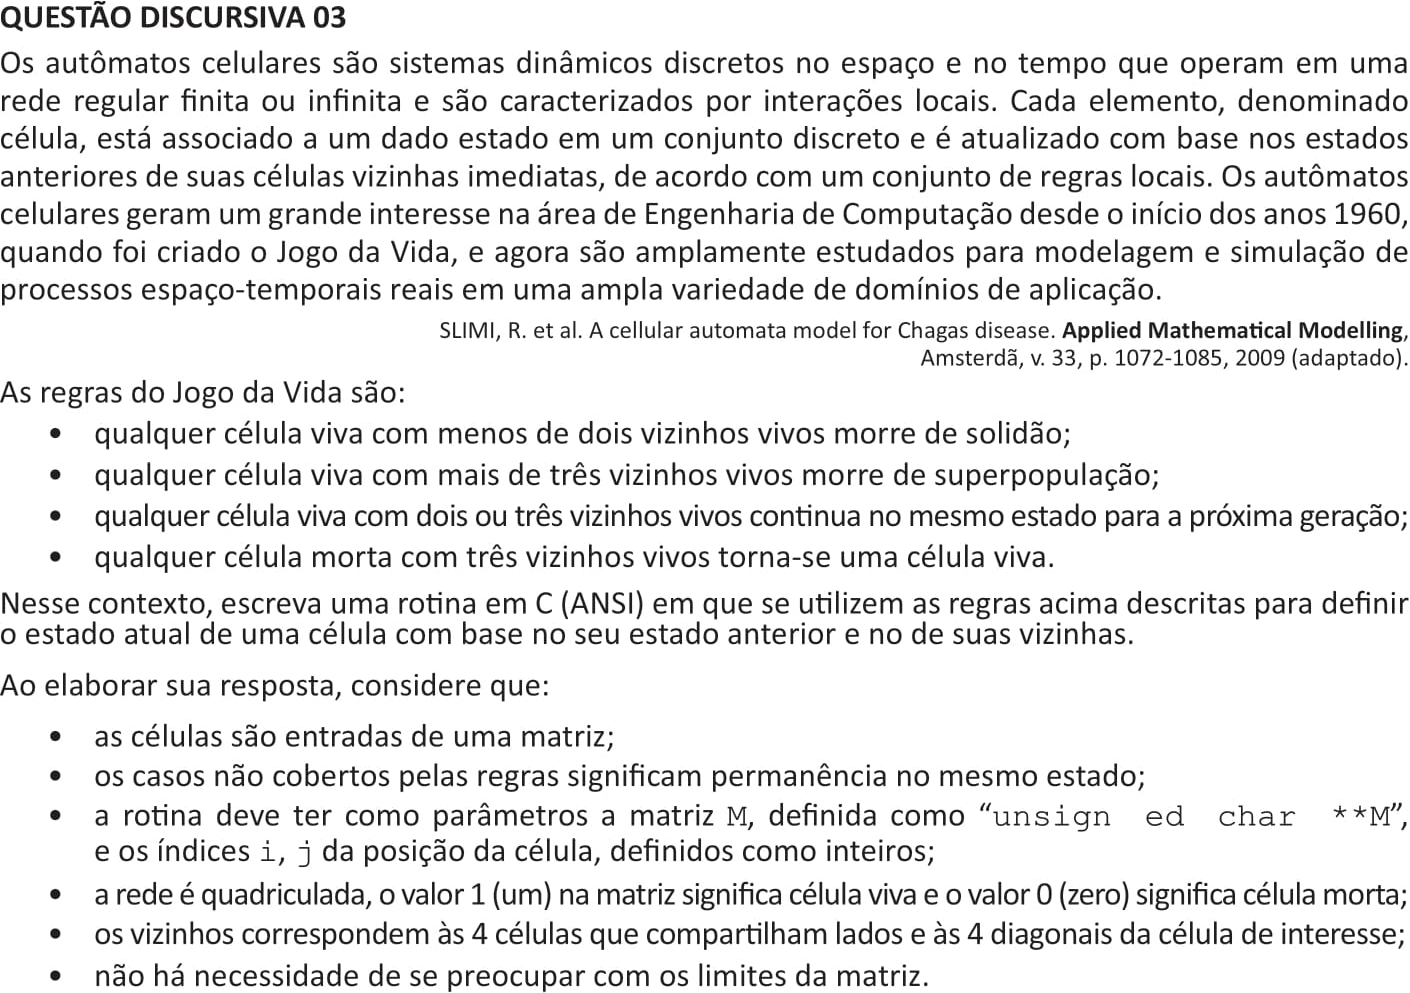 QUESTÃO DISCURSIVA 03
Os autômatos celulares são sistemas dinâmicos discretos no espaço e no tempo que operam em uma
rede regular finita ou infinita e são caracterizados por interações locais. Cada elemento, denominado
célula, está associado a um dado estado em um conjunto discreto e é atualizado com base nos estados
anteriores de suas células vizinhas imediatas, de acordo com um conjunto de regras locais. Os autômatos
celulares geram um grande interesse na área de Engenharia de Computação desde o início dos anos 1960,
quando foi criado o Jogo da Vida, e agora são amplamente estudados para modelagem e simulação de
processos espaço-temporais reais em uma ampla variedade de domínios de aplicação.
SLIMI, R. et al. A cellular automata model for Chagas disease. Applied Mathematical Modelling,
Amsterdã, v. 33, p. 1072-1085, 2009 (adaptado).
As regras do Jogo da Vida são:
• qualquer célula viva com menos de dois vizinhos vivos morre de solidão;
• qualquer célula viva com mais de três vizinhos vivos morre de superpopulação;
• qualquer célula viva com dois ou três vizinhos vivos continua no mesmo estado para a próxima geração;
• qualquer célula morta com três vizinhos vivos torna-se uma célula viva.
Nesse contexto, escreva uma rotina em C (ANSI) em que se utilizem as regras acima descritas para definir
o estado atual de uma célula com base no seu estado anterior e no de suas vizinhas.
Ao elaborar sua resposta, considere que:
• as células são entradas de uma matriz;
• os casos não cobertos pelas regras significam permanência no mesmo estado;
• a rotina deve ter como parâmetros a matriz M, definida como “unsign ed char **M”,
e os índices i, j da posição da célula, definidos como inteiros;
• a rede é quadriculada, o valor 1 (um) na matriz significa célula viva e o valor 0 (zero) significa célula morta;
• os vizinhos correspondem às 4 células que compartilham lados e às 4 diagonais da célula de interesse;
• não há necessidade de se preocupar com os limites da matriz.